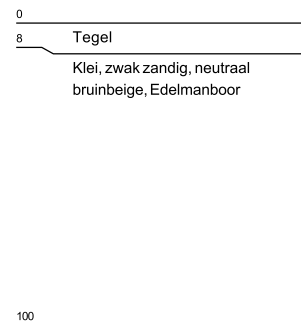 0
8 Tegel
Klei, zwak zandig, neutraal
bruinbeige, Edelmanboor
100